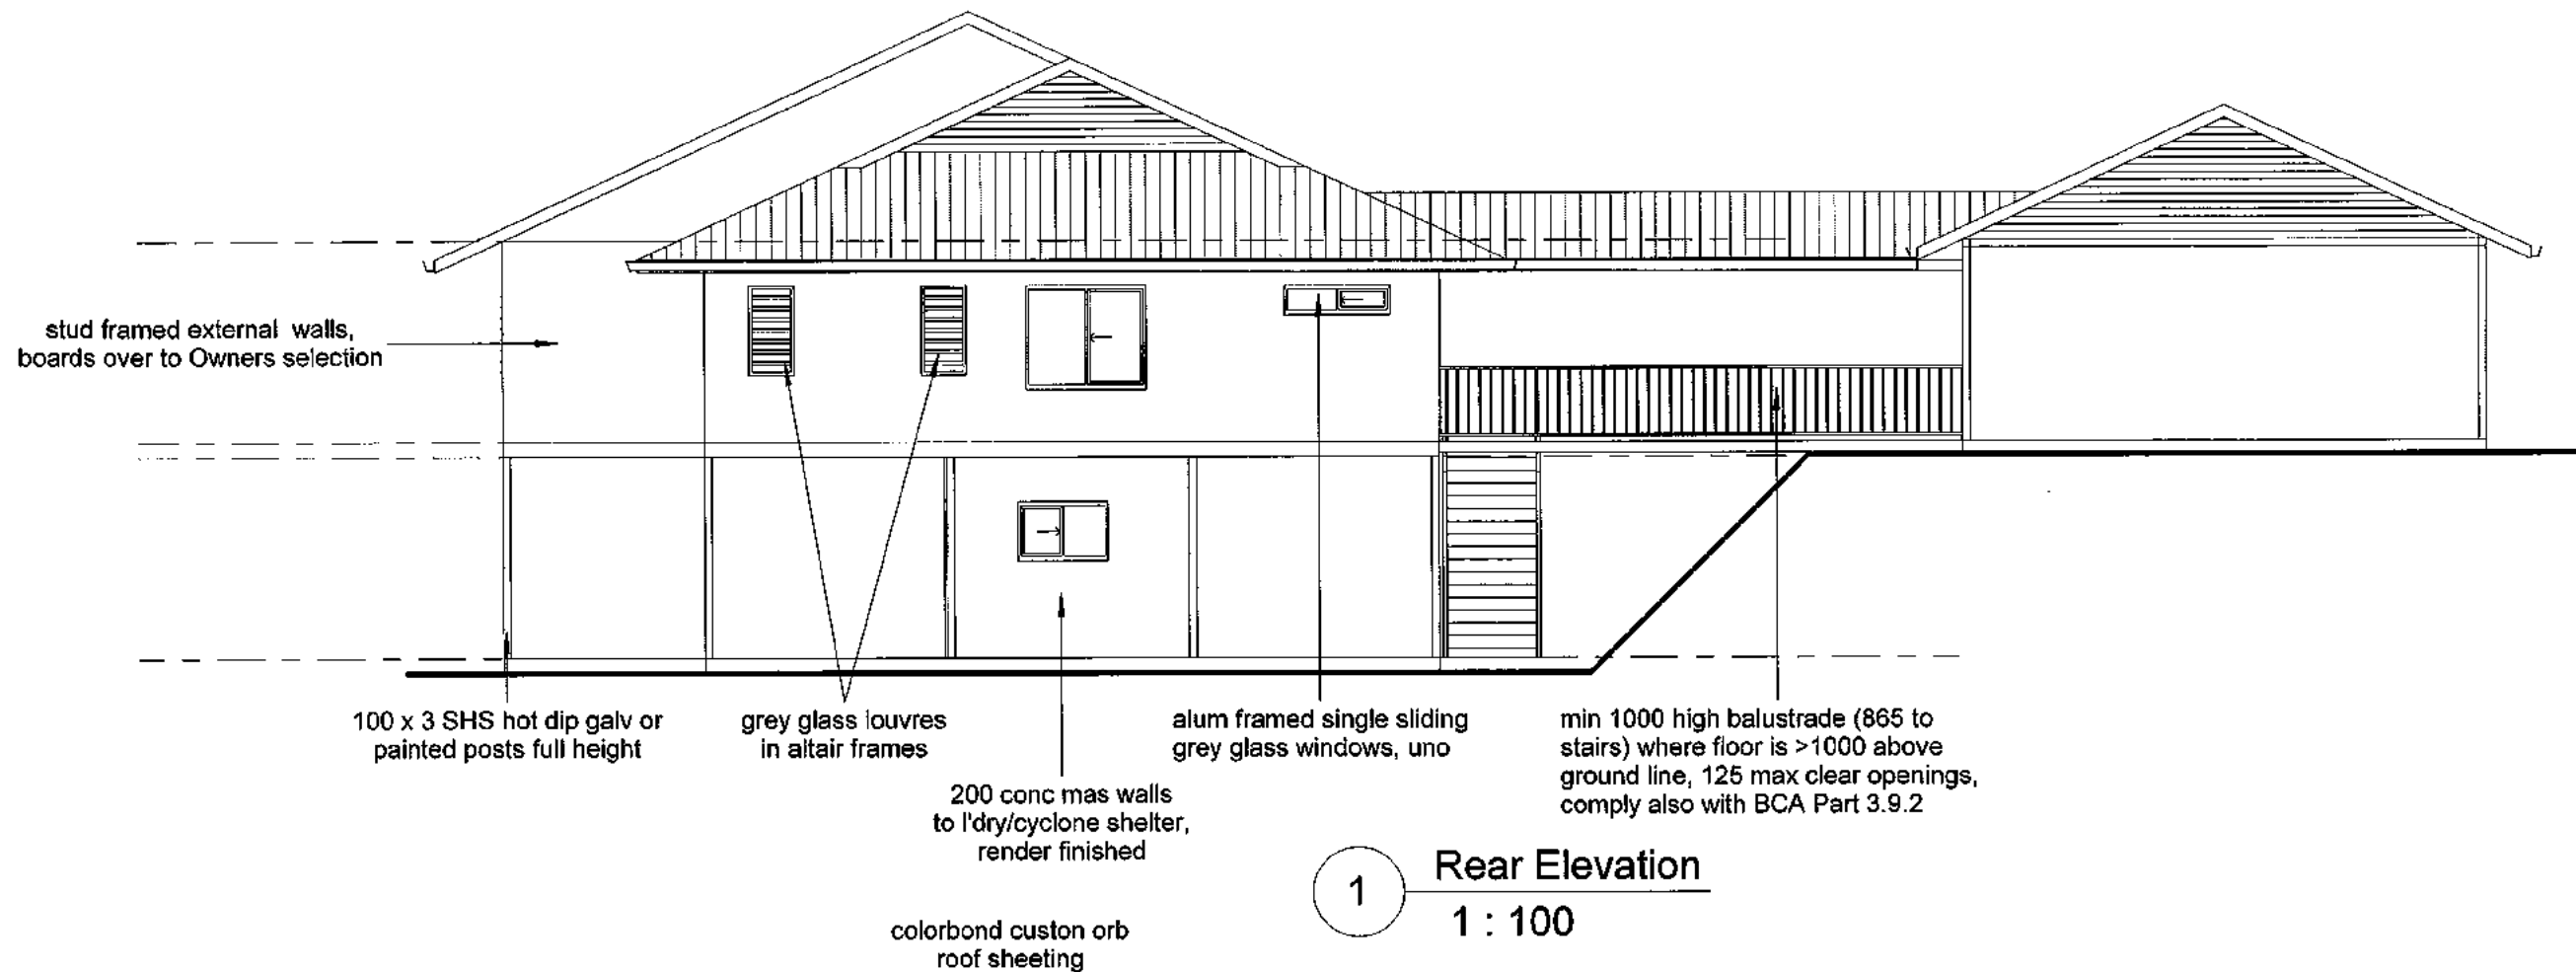 stud framed external walls,
boards over to Owners selection
100 x 3 SHS hot dip galv or
painted posts full height
grey glass louvres
in altair frames
200 conc mas walls
to l'dry/cyclone shelter,
render finished
alum framed single sliding
grey glass windows, uno
min 1000 high balustrade (865 to
stairs) where floor is >1000 above
ground line, 125 max clear openings,
comply also with BCA Part 3.9.2
1
Rear Elevation
1 : 100
colorbond custon orb
roof sheeting